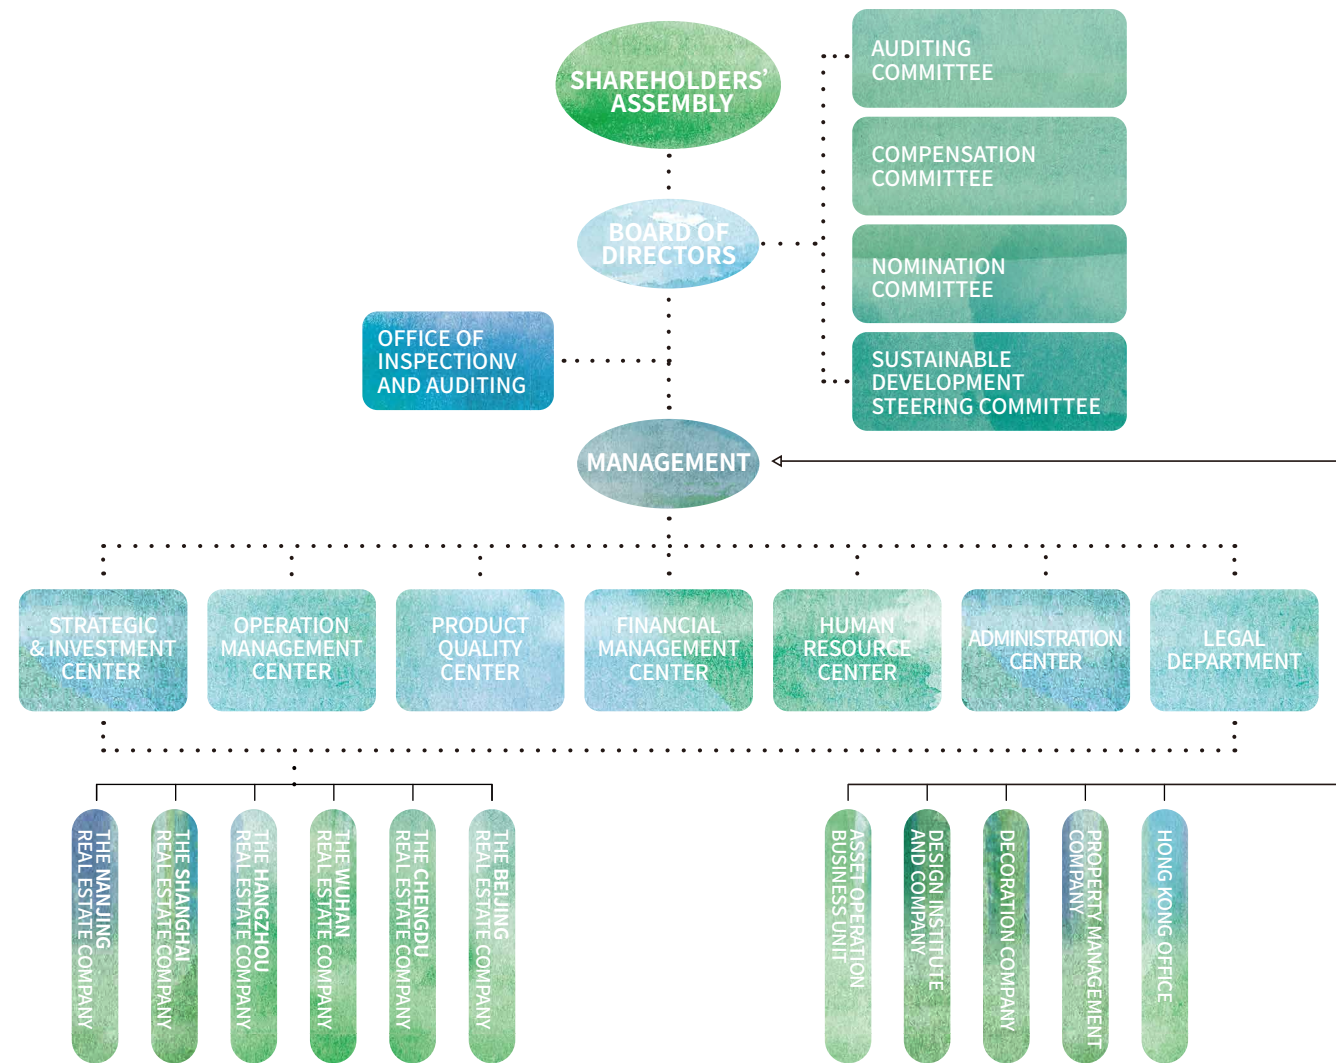 SHAREHOLDERS'
ASSEMBLY
AUDITING
COMMITTEE
COMPENSATION
COMMITTEE
BOARD OF
DIRECTORS
NOMINATION
COMMITTEE
OFFICE OF
INSPECTIONV
AND AUDITING
SUSTAINABLE
DEVELOPMENT
STEERING COMMITTEE
MANAGEMENT
STRATEGIC
& INVESTMENT
CENTER
OPERATION
MANAGEMENT
CENTER
PRODUCT
QUALITY
CENTER
FINANCIAL
MANAGEMENT
CENTER
HUMAN
RESOURCE
CENTER
ADMINISTRATION
CENTER
LEGAL
DEPARTMENT
THE NANJING
REAL ESTATE COMPANY
THE SHANGHAI
REAL ESTATE COMPANY
THE HANGZHOU
REAL ESTATE COMPANY
THE WUHAN
REAL ESTATE COMPANY
THE CHENGDU
REAL ESTATE COMPANY
THE BEIJING
REAL ESTATE COMPANY
ASSET OPERATION
BUSINESS UNIT
DESIGN INSTITUTE
AND COMPANY
DECORATION COMPANY
PROPERTY MANAGEMENT
COMPANY
HONG KONG OFFICE